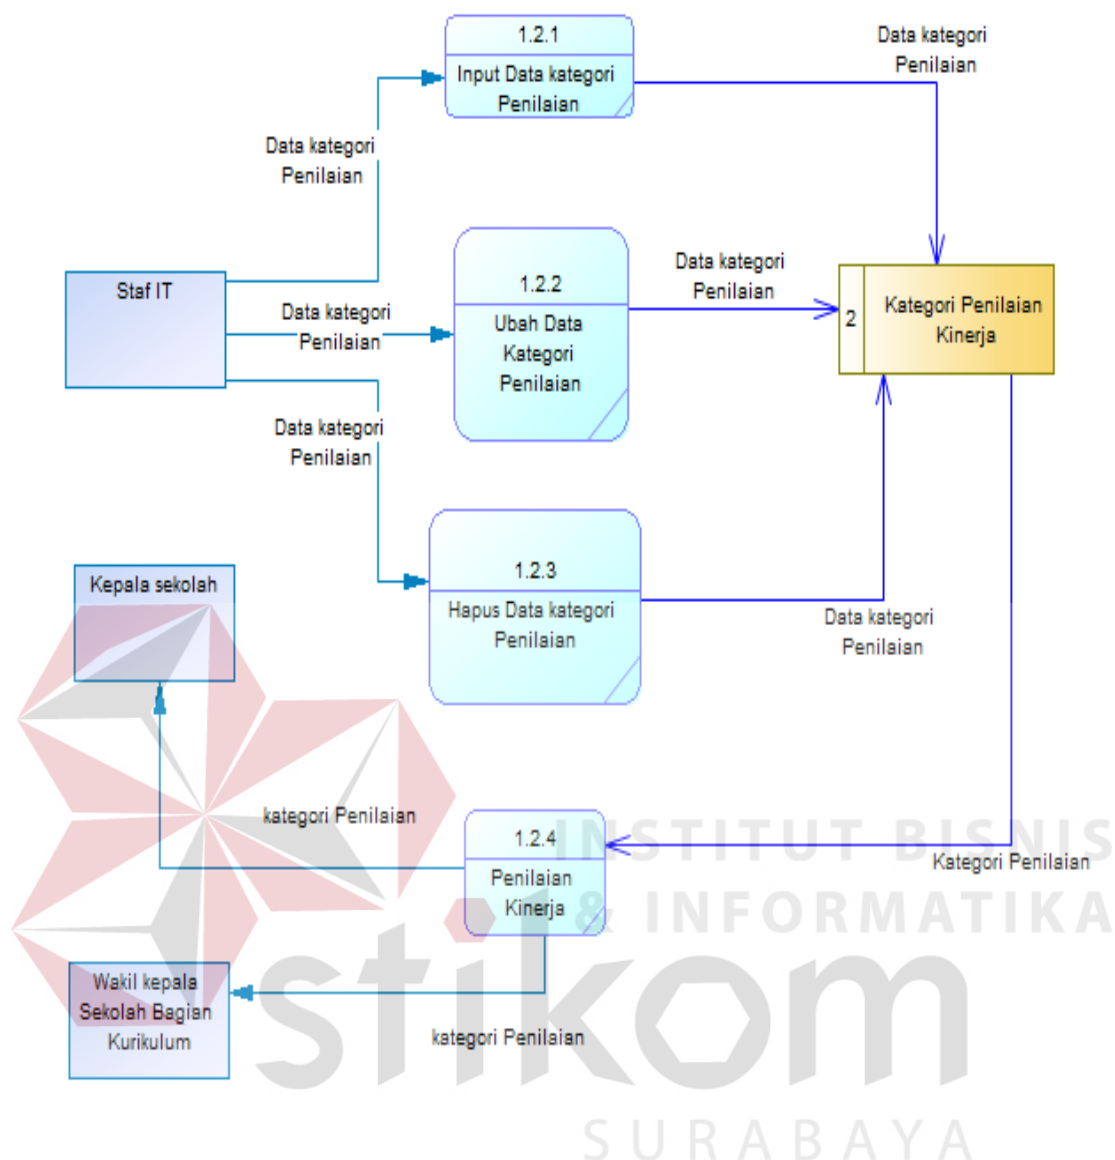 1.2.1
Input Data kategori
Penilaian
Data kategori
Penilaian
Data kategori
Penilaian
Staf IT
Data kategori
Penilaian
1.2.2
Ubah Data
Kategori
Penilaian
Data kategori
Penilaian
2
Kategori Penilaian
Kinerja
Data kategori
Penilaian
1.2.3
Hapus Data kategori
Penilaian
Data kategori
Penilaian
Kepala sekolah
kategori Penilaian
1.2.4
Penilaian
Kinerja
Kategori Penilaian
Wakil kepala
Sekolah Bagian
Kurikulum
kategori Penilaian
INSTITUT BISNIS
& INFORMATIKA
stikom
SURABAYA